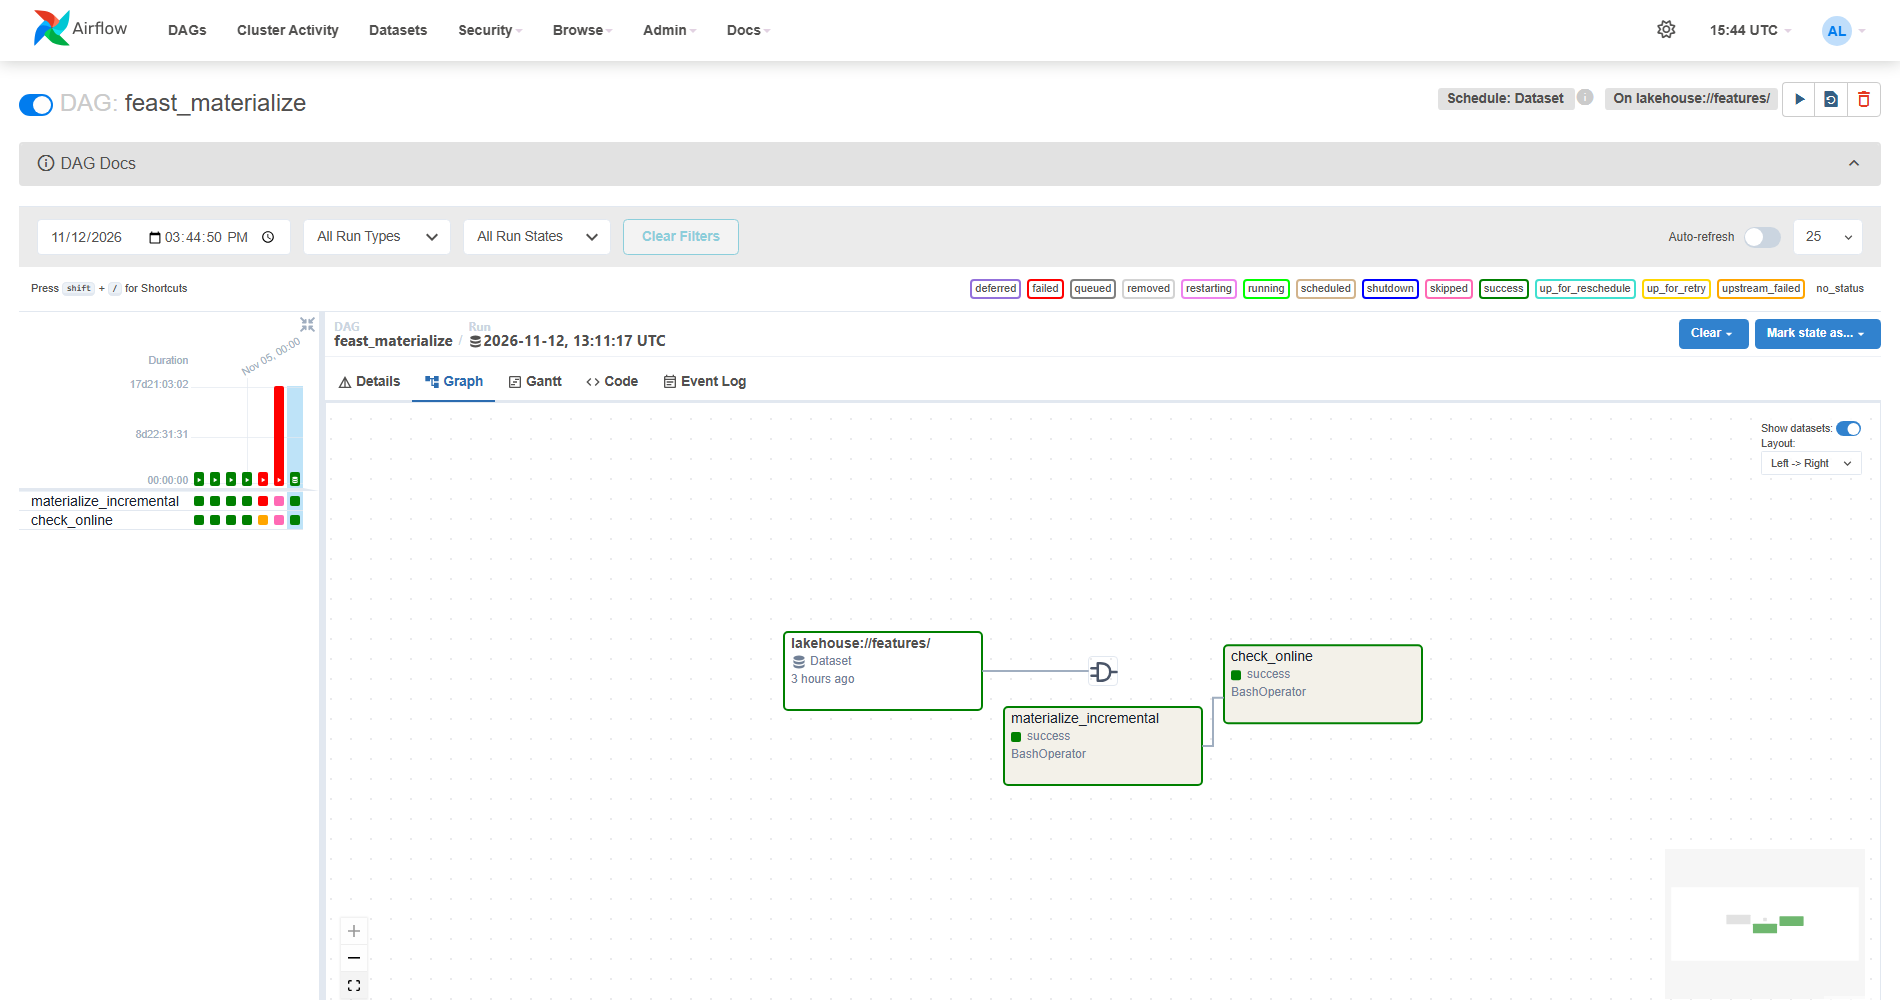 Airflow
DAGs
Cluster Activity
Datasets
Security
Browse
Admin
Docs
15:44 UTC
AL
DAG: feast_materialize
Schedule: Dataset
On lakehouse://features/
DAG Docs
11/12/2026 03:44:50 PM
All Run Types
All Run States
Clear Filters
Auto-refresh
25
Press shift + / for Shortcuts
deferred
failed
queued
removed
restarting
running
scheduled
shutdown
skipped
success
up_for_reschedule
up_for_retry
upstream_failed
no_status
Nov 05, 00:00
Duration
17d21:03:02
8d22:31:31
00:00:00
materialize_incremental
check_online
DAG
feast_materialize
/
Run
2026-11-12, 13:11:17 UTC
Clear
Mark state as...
Details
Graph
Gantt
Code
Event Log
Show datasets:
Layout:
Left -> Right
lakehouse://features/
Dataset
3 hours ago
materialize_incremental
success
BashOperator
check_online
success
BashOperator